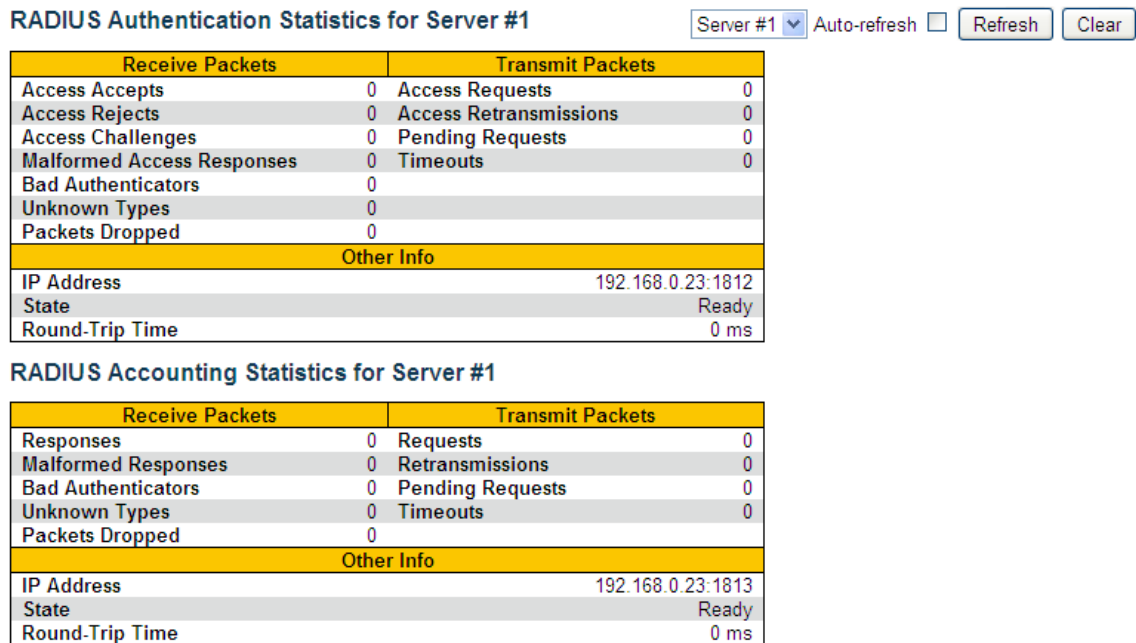 RADIUS Authentication Statistics for Server #1 Server #1 Auto-refresh Refresh Clear
Receive Packets Transmit Packets
Access Accepts 0 Access Requests 0
Access Rejects 0 Access Retransmissions 0
Access Challenges 0 Pending Requests 0
Malformed Access Responses 0 Timeouts 0
Bad Authenticators 0
Unknown Types 0
Packets Dropped 0
Other Info
IP Address 192.168.0.23:1812
State Ready
Round-Trip Time 0 ms
RADIUS Accounting Statistics for Server #1
Receive Packets Transmit Packets
Responses 0 Requests 0
Malformed Responses 0 Retransmissions 0
Bad Authenticators 0 Pending Requests 0
Unknown Types 0 Timeouts 0
Packets Dropped 0
Other Info
IP Address 192.168.0.23:1813
State Ready
Round-Trip Time 0 ms